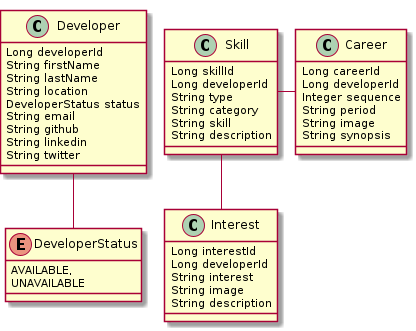 C Developer
Long developerId
String firstName
String lastName
String location
DeveloperStatus status
String email
String github
String linkedin
String twitter
C Skill
Long skillId
Long developerId
String type
String category
String skill
String description
C Career
Long careerId
Long developerId
Integer sequence
String period
String image
String synopsis
E DeveloperStatus
AVAILABLE,
UNAVAILABLE
C Interest
Long interestId
Long developerId
String interest
String image
String description